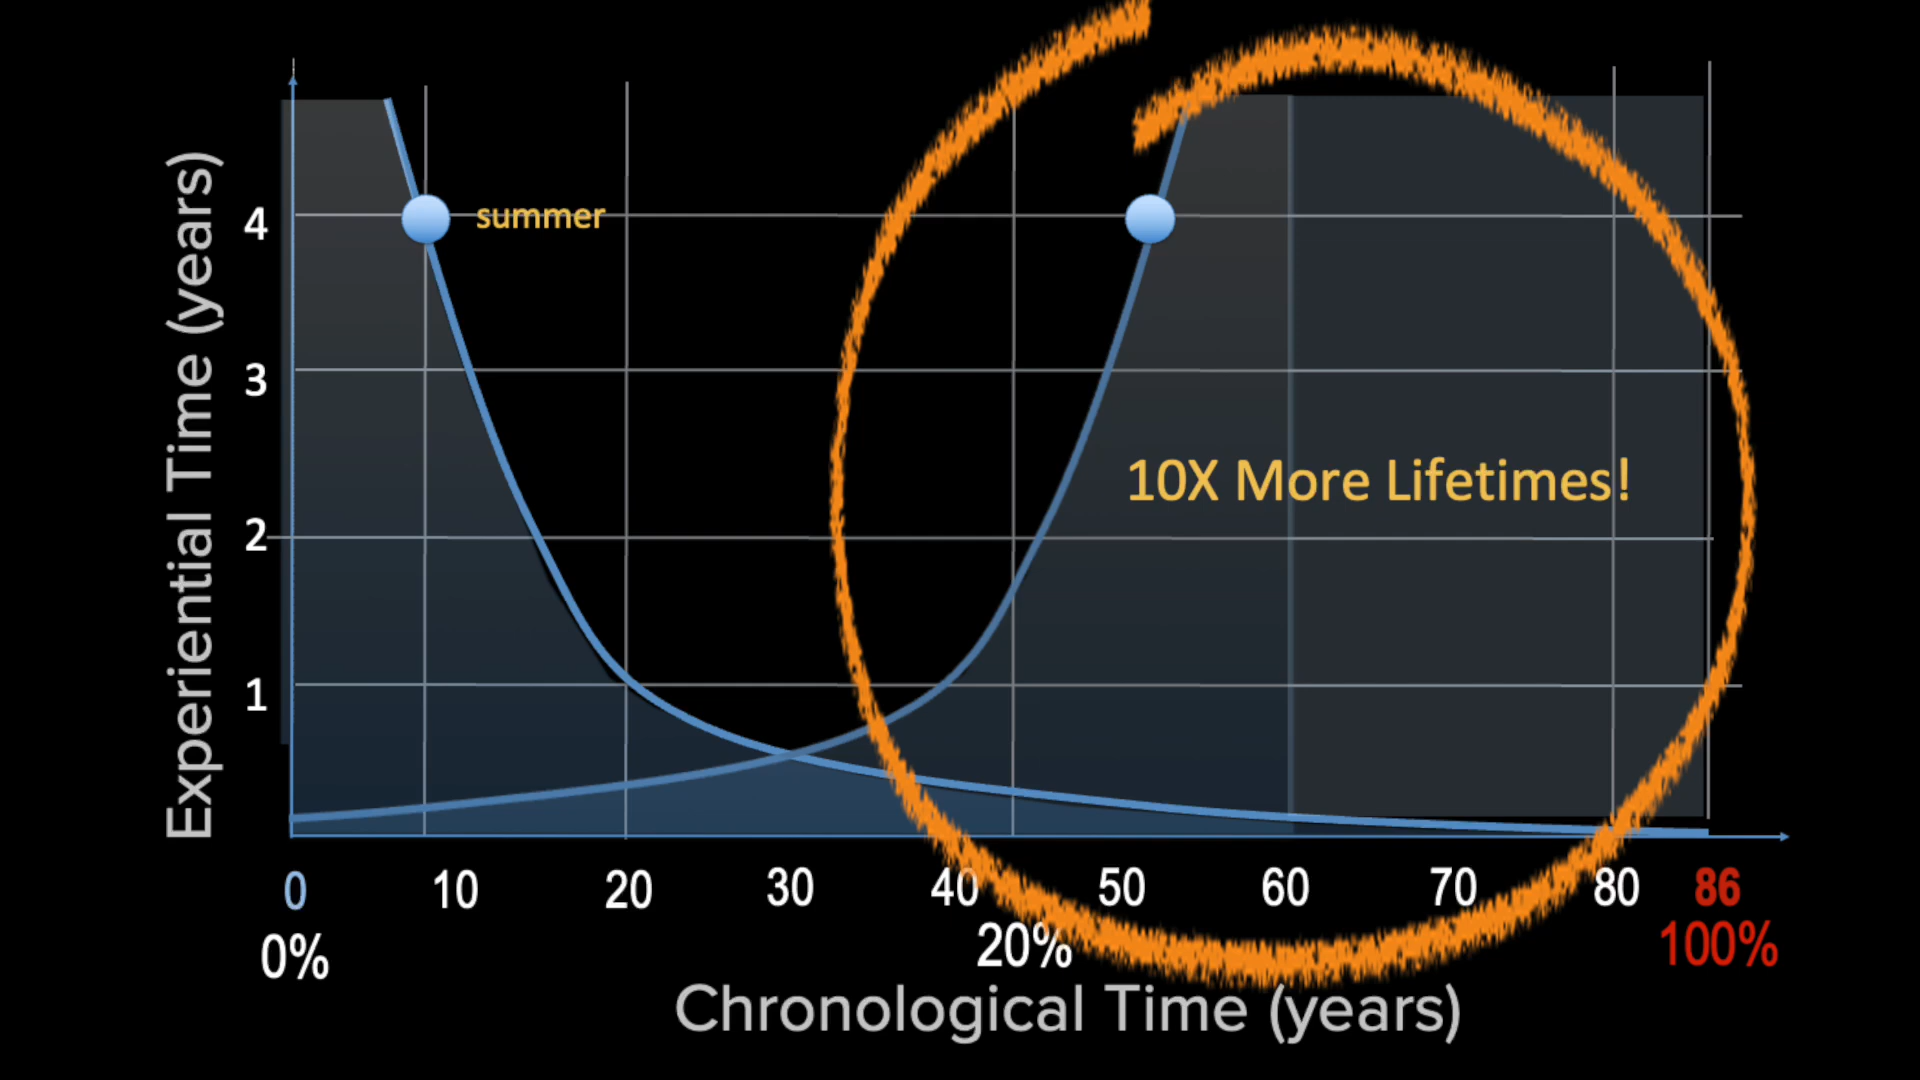 Experiential Time (years)
4
3
2
1
summer
10X More Lifetimes!
0 10 20 30 40 50 60 70 80 86
0% 20% 100%
Chronological Time (years)